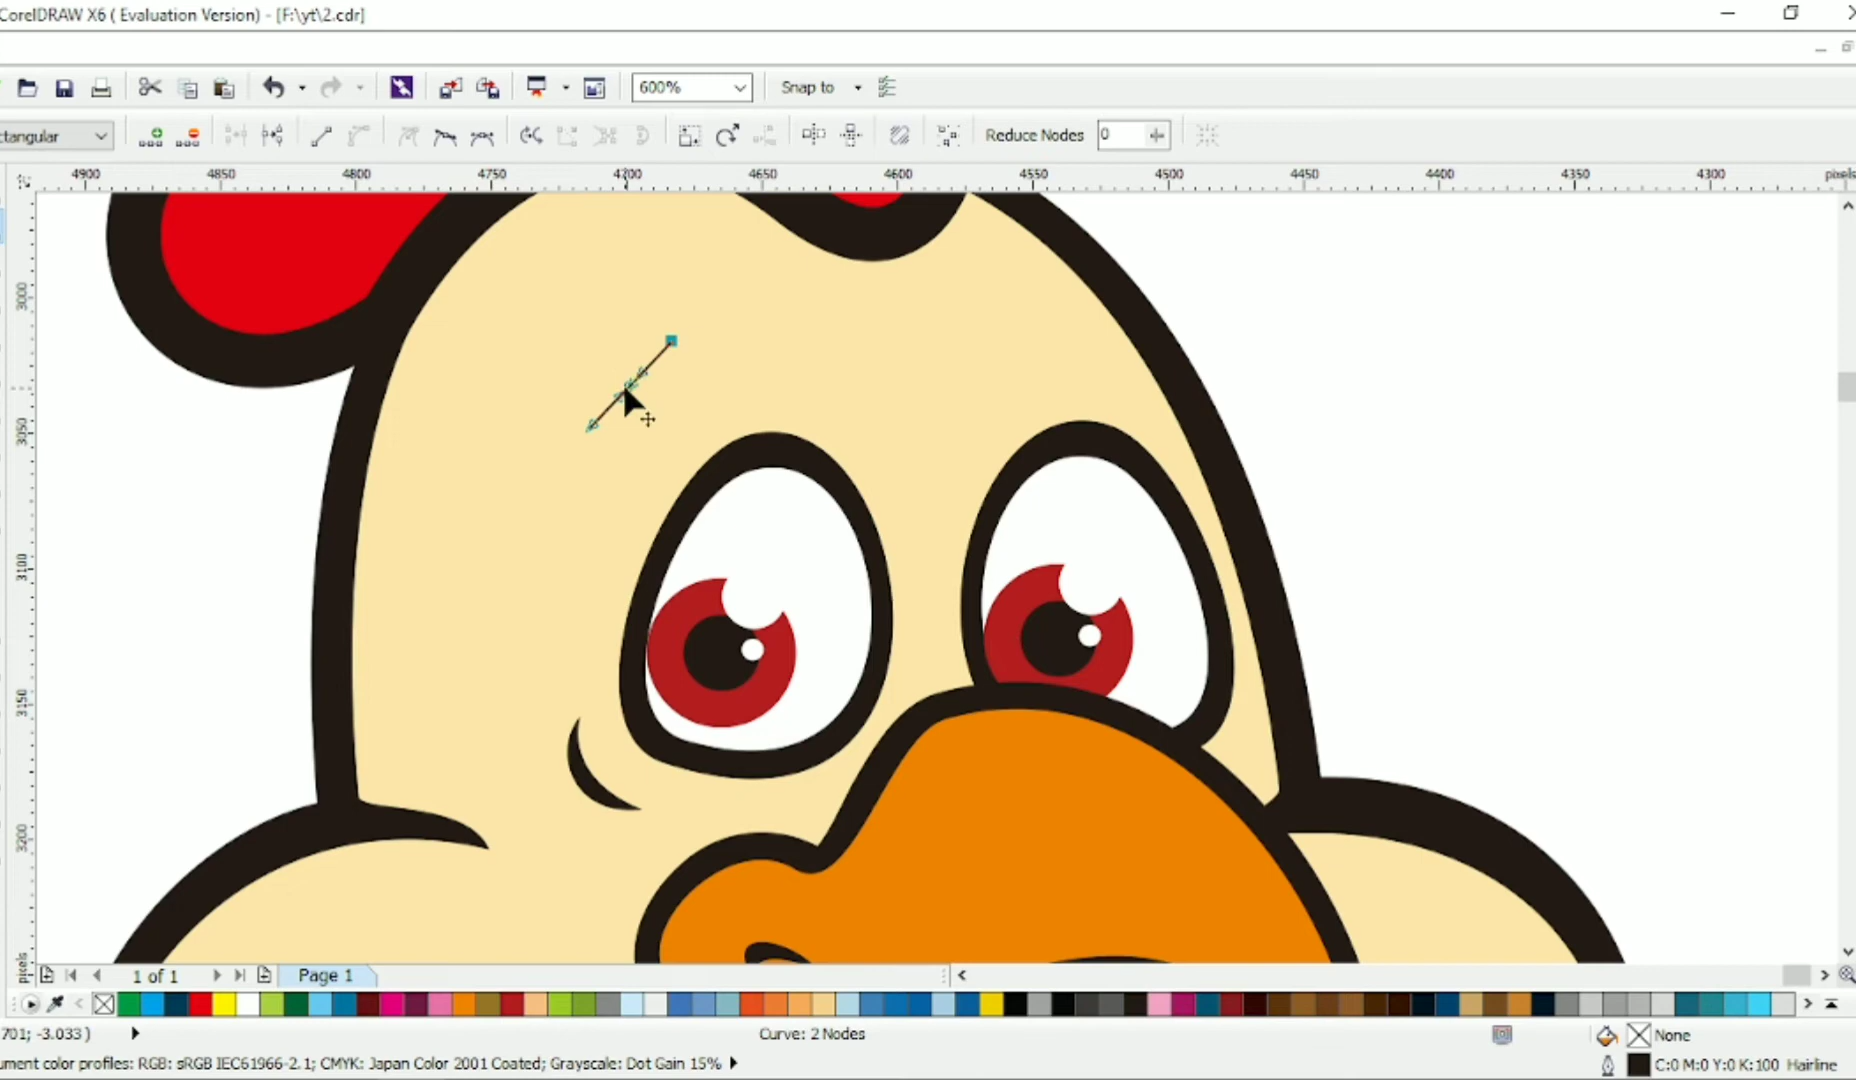 CorelDRAW X6 ( Evaluation Version) - [F:\yt\2.cdr]
600% Snap to
ctangular Reduce Nodes 0
4900 4850 4800 4750 4650 4600 4550 4500 4450 4400 4350 4300 pixels
3000
3050
3100
3150
3200
pixels
1 of 1 Page 1
701; -3.033 ) Curve: 2 Nodes None
ument color profiles: RGB: sRGB IEC61966-2.1; CMYK: Japan Color 2001 Coated; Grayscale: Dot Gain 15% C:0 M:0 Y:0 K:100 Hairline